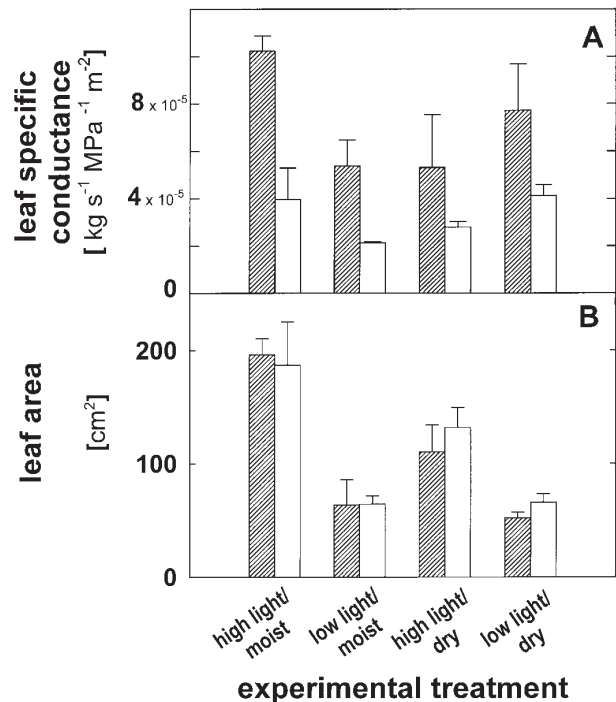 A
leaf specific
conductance
[ kg s⁻¹ MPa⁻¹ m⁻²]
8 x 10⁻⁵
4 x 10⁻⁵
0
B
leaf area
[cm²]
200
100
0
high light/
moist
low light/
moist
high light/
dry
low light/
dry
experimental treatment